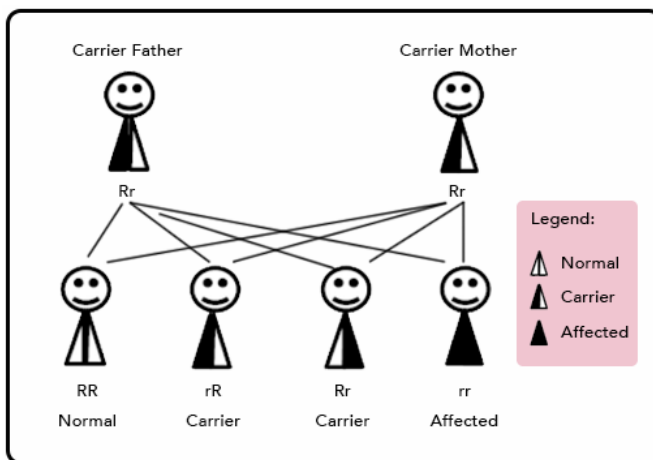 Carrier Father
Carrier Mother
Rr
Rr
Legend:
Normal
Carrier
Affected
RR
rR
Rr
rr
Normal
Carrier
Carrier
Affected